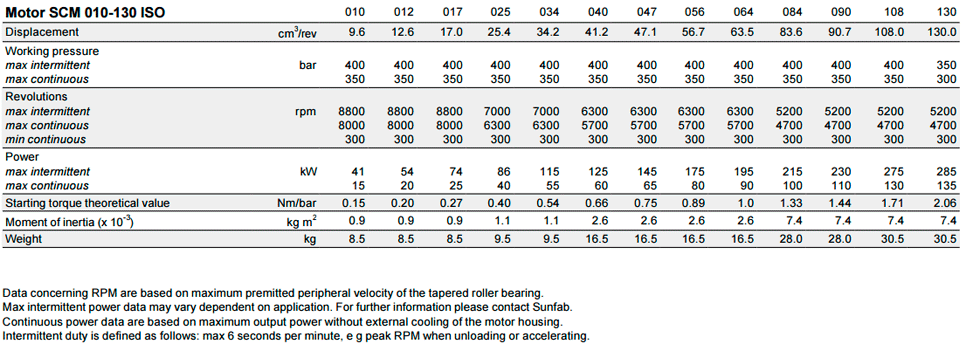 Motor SCM 010-130 ISO 010 012 017 025 034 040 047 056 064 084 090 108 130
Displacement cm³/rev 9.6 12.6 17.0 25.4 34.2 41.2 47.1 56.7 63.5 83.6 90.7 108.0 130.0
Working pressure
max intermittent bar 400 400 400 400 400 400 400 400 400 400 400 400 350
max continuous 350 350 350 350 350 350 350 350 350 350 350 350 300
Revolutions
max intermittent rpm 8800 8800 8800 7000 7000 6300 6300 6300 6300 5200 5200 5200 5200
max continuous 8000 8000 8000 6300 6300 5700 5700 5700 5700 4700 4700 4700 4700
min continuous 300 300 300 300 300 300 300 300 300 300 300 300 300
Power
max intermittent kW 41 54 74 86 115 125 145 175 195 215 230 275 285
max continuous 15 20 25 40 55 60 65 80 90 100 110 130 135
Starting torque theoretical value Nm/bar 0.15 0.20 0.27 0.40 0.54 0.66 0.75 0.89 1.0 1.33 1.44 1.71 2.06
Moment of inertia (x 10⁻³) kg m² 0.9 0.9 0.9 1.1 1.1 2.6 2.6 2.6 2.6 7.4 7.4 7.4 7.4
Weight kg 8.5 8.5 8.5 9.5 9.5 16.5 16.5 16.5 16.5 28.0 28.0 30.5 30.5
Data concerning RPM are based on maximum premitted peripheral velocity of the tapered roller bearing.
Max intermittent power data may vary dependent on application. For further information please contact Sunfab.
Continuous power data are based on maximum output power without external cooling of the motor housing.
Intermittent duty is defined as follows: max 6 seconds per minute, e g peak RPM when unloading or accelerating.